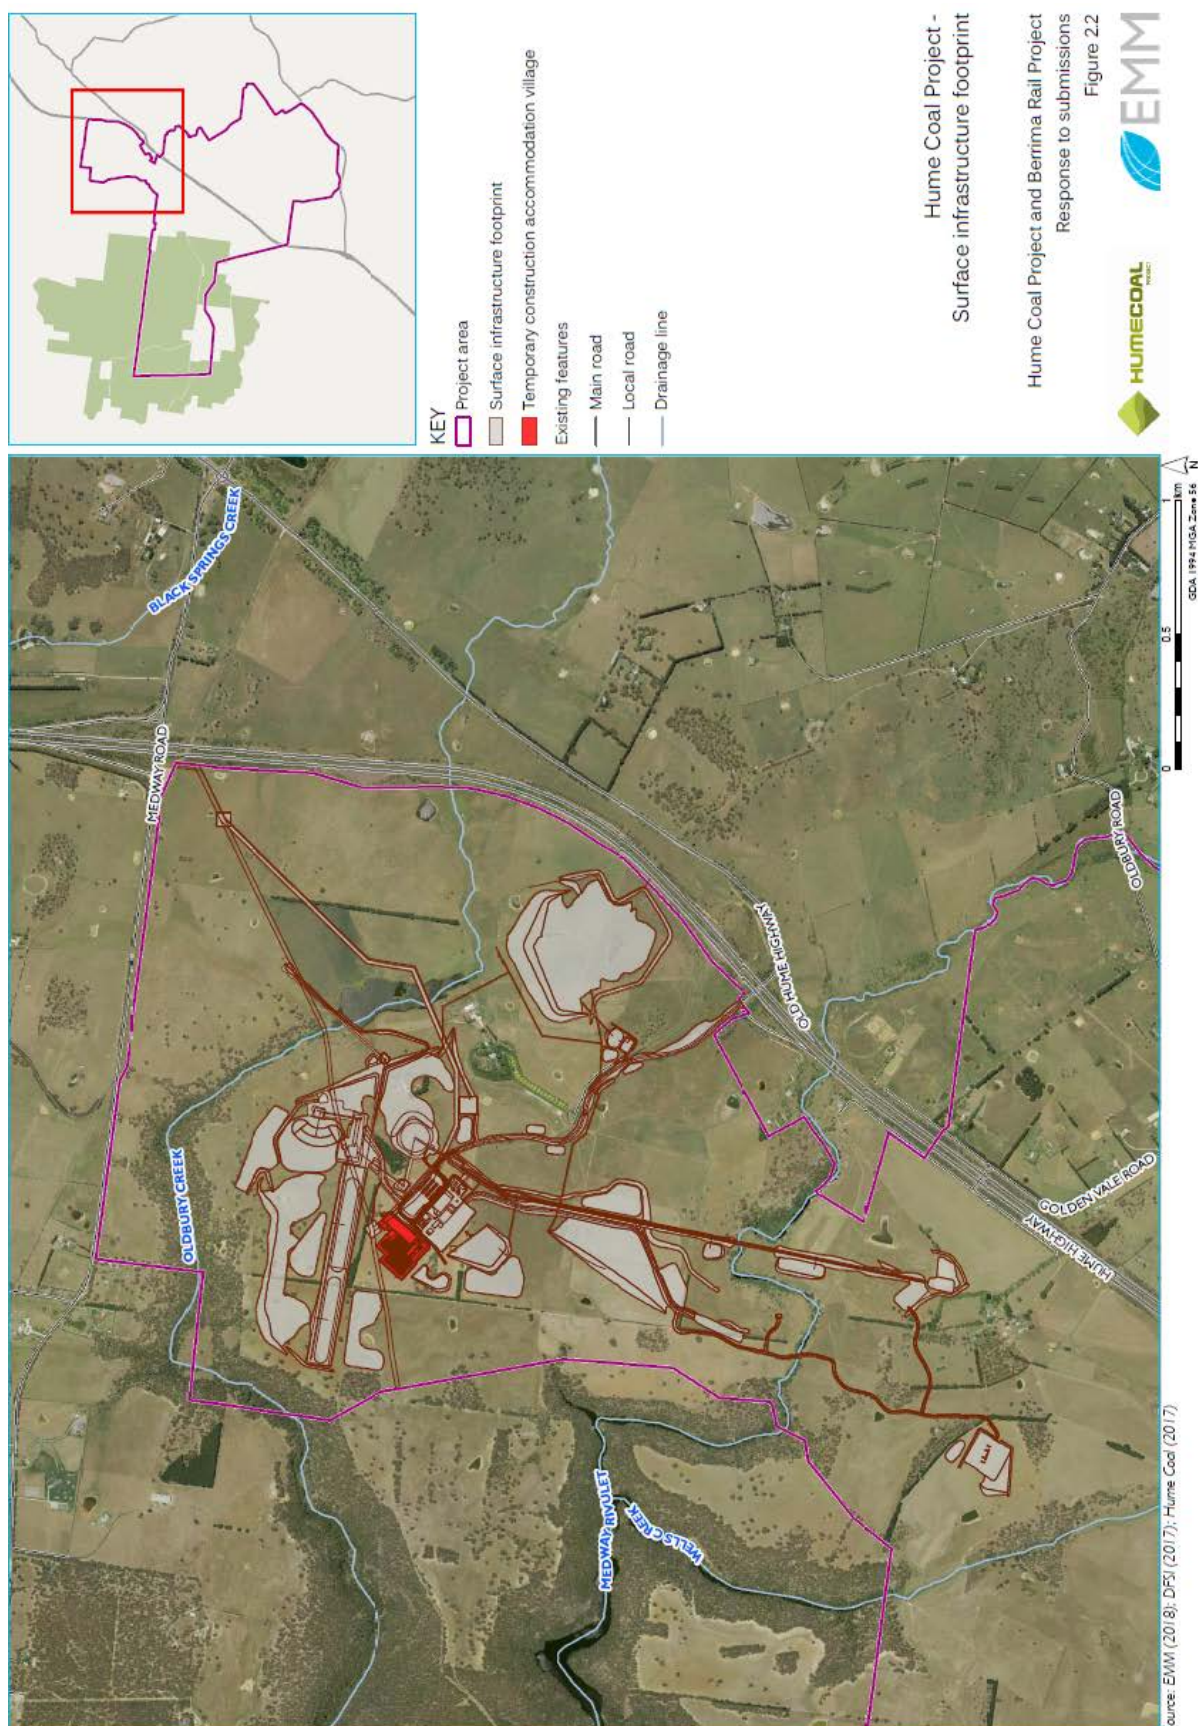 KEY
Project area
Surface infrastructure footprint
Temporary construction accommodation village
Existing features
Main road
Local road
Drainage line
Hume Coal Project -
Surface infrastructure footprint
Hume Coal Project and Berrima Rail Project
Response to submissions
Figure 2.2
HUMECOAL
PROJECT
EMM
BLACK SPRINGS CREEK
MEDWAY ROAD
OLDBURY CREEK
OLD HUME HIGHWAY
OLDBURY ROAD
GOLDEN VALE ROAD
HUME HIGHWAY
MEDWAY RIVULET
WELLS CREEK
0 0.5 1
km
GDA 1994 MGA Zone 56
N
ource: EMM (2018); DFSI (2017); Hume Coal (2017)